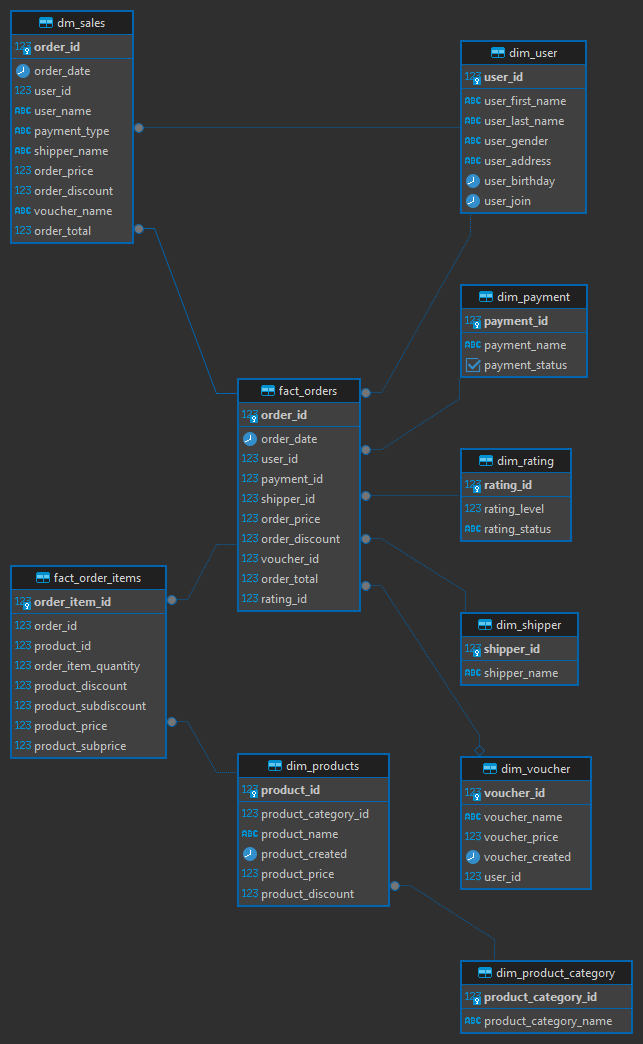 dm_sales
123 order_id
order_date
123 user_id
ABC user_name
ABC payment_type
ABC shipper_name
123 order_price
123 order_discount
ABC voucher_name
123 order_total
dim_user
123 user_id
ABC user_first_name
ABC user_last_name
ABC user_gender
ABC user_address
user_birthday
user_join
dim_payment
123 payment_id
ABC payment_name
payment_status
fact_orders
123 order_id
order_date
123 user_id
123 payment_id
123 shipper_id
123 order_price
123 order_discount
123 voucher_id
123 order_total
123 rating_id
dim_rating
123 rating_id
123 rating_level
ABC rating_status
fact_order_items
123 order_item_id
123 order_id
123 product_id
123 order_item_quantity
123 product_discount
123 product_subdiscount
123 product_price
123 product_subprice
dim_shipper
123 shipper_id
ABC shipper_name
dim_products
123 product_id
123 product_category_id
ABC product_name
product_created
123 product_price
123 product_discount
dim_voucher
123 voucher_id
ABC voucher_name
123 voucher_price
voucher_created
123 user_id
dim_product_category
123 product_category_id
ABC product_category_name